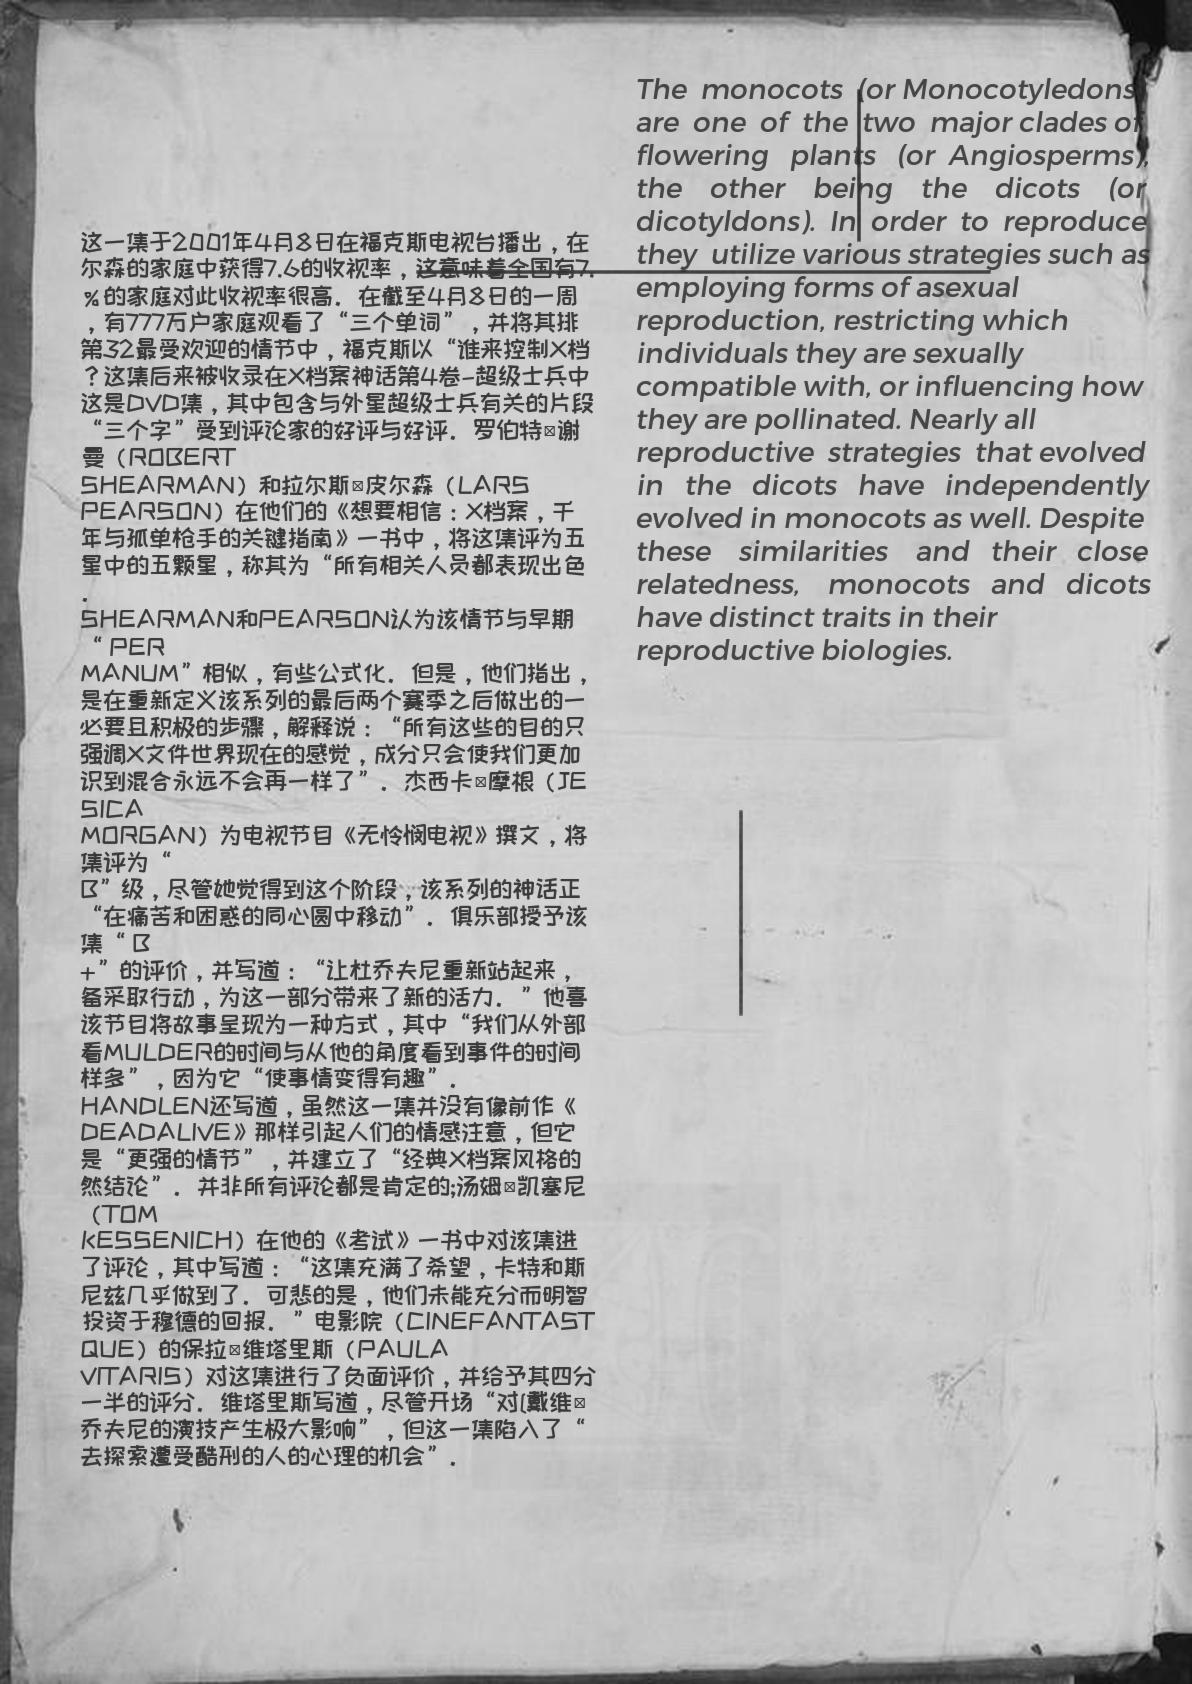 这一集于2001年4月8日在福克斯电视台播出，在
尔森的家庭中获得7.6的收视率，这意味着全国有7.
%的家庭对此收视率很高. 在截至4月8日的一周
，有777万户家庭观看了“三个单词”，并将其排
第32最受欢迎的情节中，福克斯以“谁来控制X档
？这集后来被收录在X档案神话第4卷-超级士兵中
这是DVD集，其中包含与外星超级士兵有关的片段
“三个字”受到评论家的好评与好评. 罗伯特☒谢
曼（ROBERT
SHEARMAN）和拉尔斯☒皮尔森（LARS
PEARSON）在他们的《想要相信：X档案，千
年与孤单枪手的关键指南》一书中，将这集评为五
星中的五颗星，称其为“所有相关人员都表现出色
.
SHEARMAN和PEARSON认为该情节与早期
“PER
MANUM”相似，有些公式化. 但是，他们指出，
是在重新定义该系列的最后两个赛季之后做出的一
必要且积极的步骤，解释说：“所有这些的目的只
强调X文件世界现在的感觉，成分只会使我们更加
识到混合永远不会再一样了”. 杰西卡☒摩根（JE
SICA
MORGAN）为电视节目《无怜悯电视》撰文，将
集评为“
B”级，尽管她觉得到这个阶段，该系列的神话正
“在痛苦和困惑的同心圆中移动”. 俱乐部授予该
集“B
+”的评价，并写道：“让杜乔夫尼重新站起来，
备采取行动，为这一部分带来了新的活力. ”他喜
该节目将故事呈现为一种方式，其中“我们从外部
看MULDER的时间与从他的角度看到事件的时间
样多”，因为它“使事情变得有趣”.
HANDLEN还写道，虽然这一集并没有像前作《
DEADALIVE》那样引起人们的情感注意，但它
是“更强的情节”，并建立了“经典X档案风格的
然结论”. 并非所有评论都是肯定的;汤姆☒凯塞尼
（TOM
KESSENICH）在他的《考试》一书中对该集进
了评论，其中写道：“这集充满了希望，卡特和斯
尼兹几乎做到了. 可悲的是，他们未能充分而明智
投资于穆德的回报. ”电影院（CINEFANTAST
QUE）的保拉☒维塔里斯（PAULA
VITARIS）对这集进行了负面评价，并给予其四分
一半的评分. 维塔里斯写道，尽管开场“对[戴维☒
乔夫尼的演技产生极大影响”，但这一集陷入了“
去探索遭受酷刑的人的心理的机会”.
The monocots (or Monocotyledons)
are one of the two major clades of
flowering plants (or Angiosperms),
the other being the dicots (or
dicotyldons). In order to reproduce
they utilize various strategies such as
employing forms of asexual
reproduction, restricting which
individuals they are sexually
compatible with, or influencing how
they are pollinated. Nearly all
reproductive strategies that evolved
in the dicots have independently
evolved in monocots as well. Despite
these similarities and their close
relatedness, monocots and dicots
have distinct traits in their
reproductive biologies.